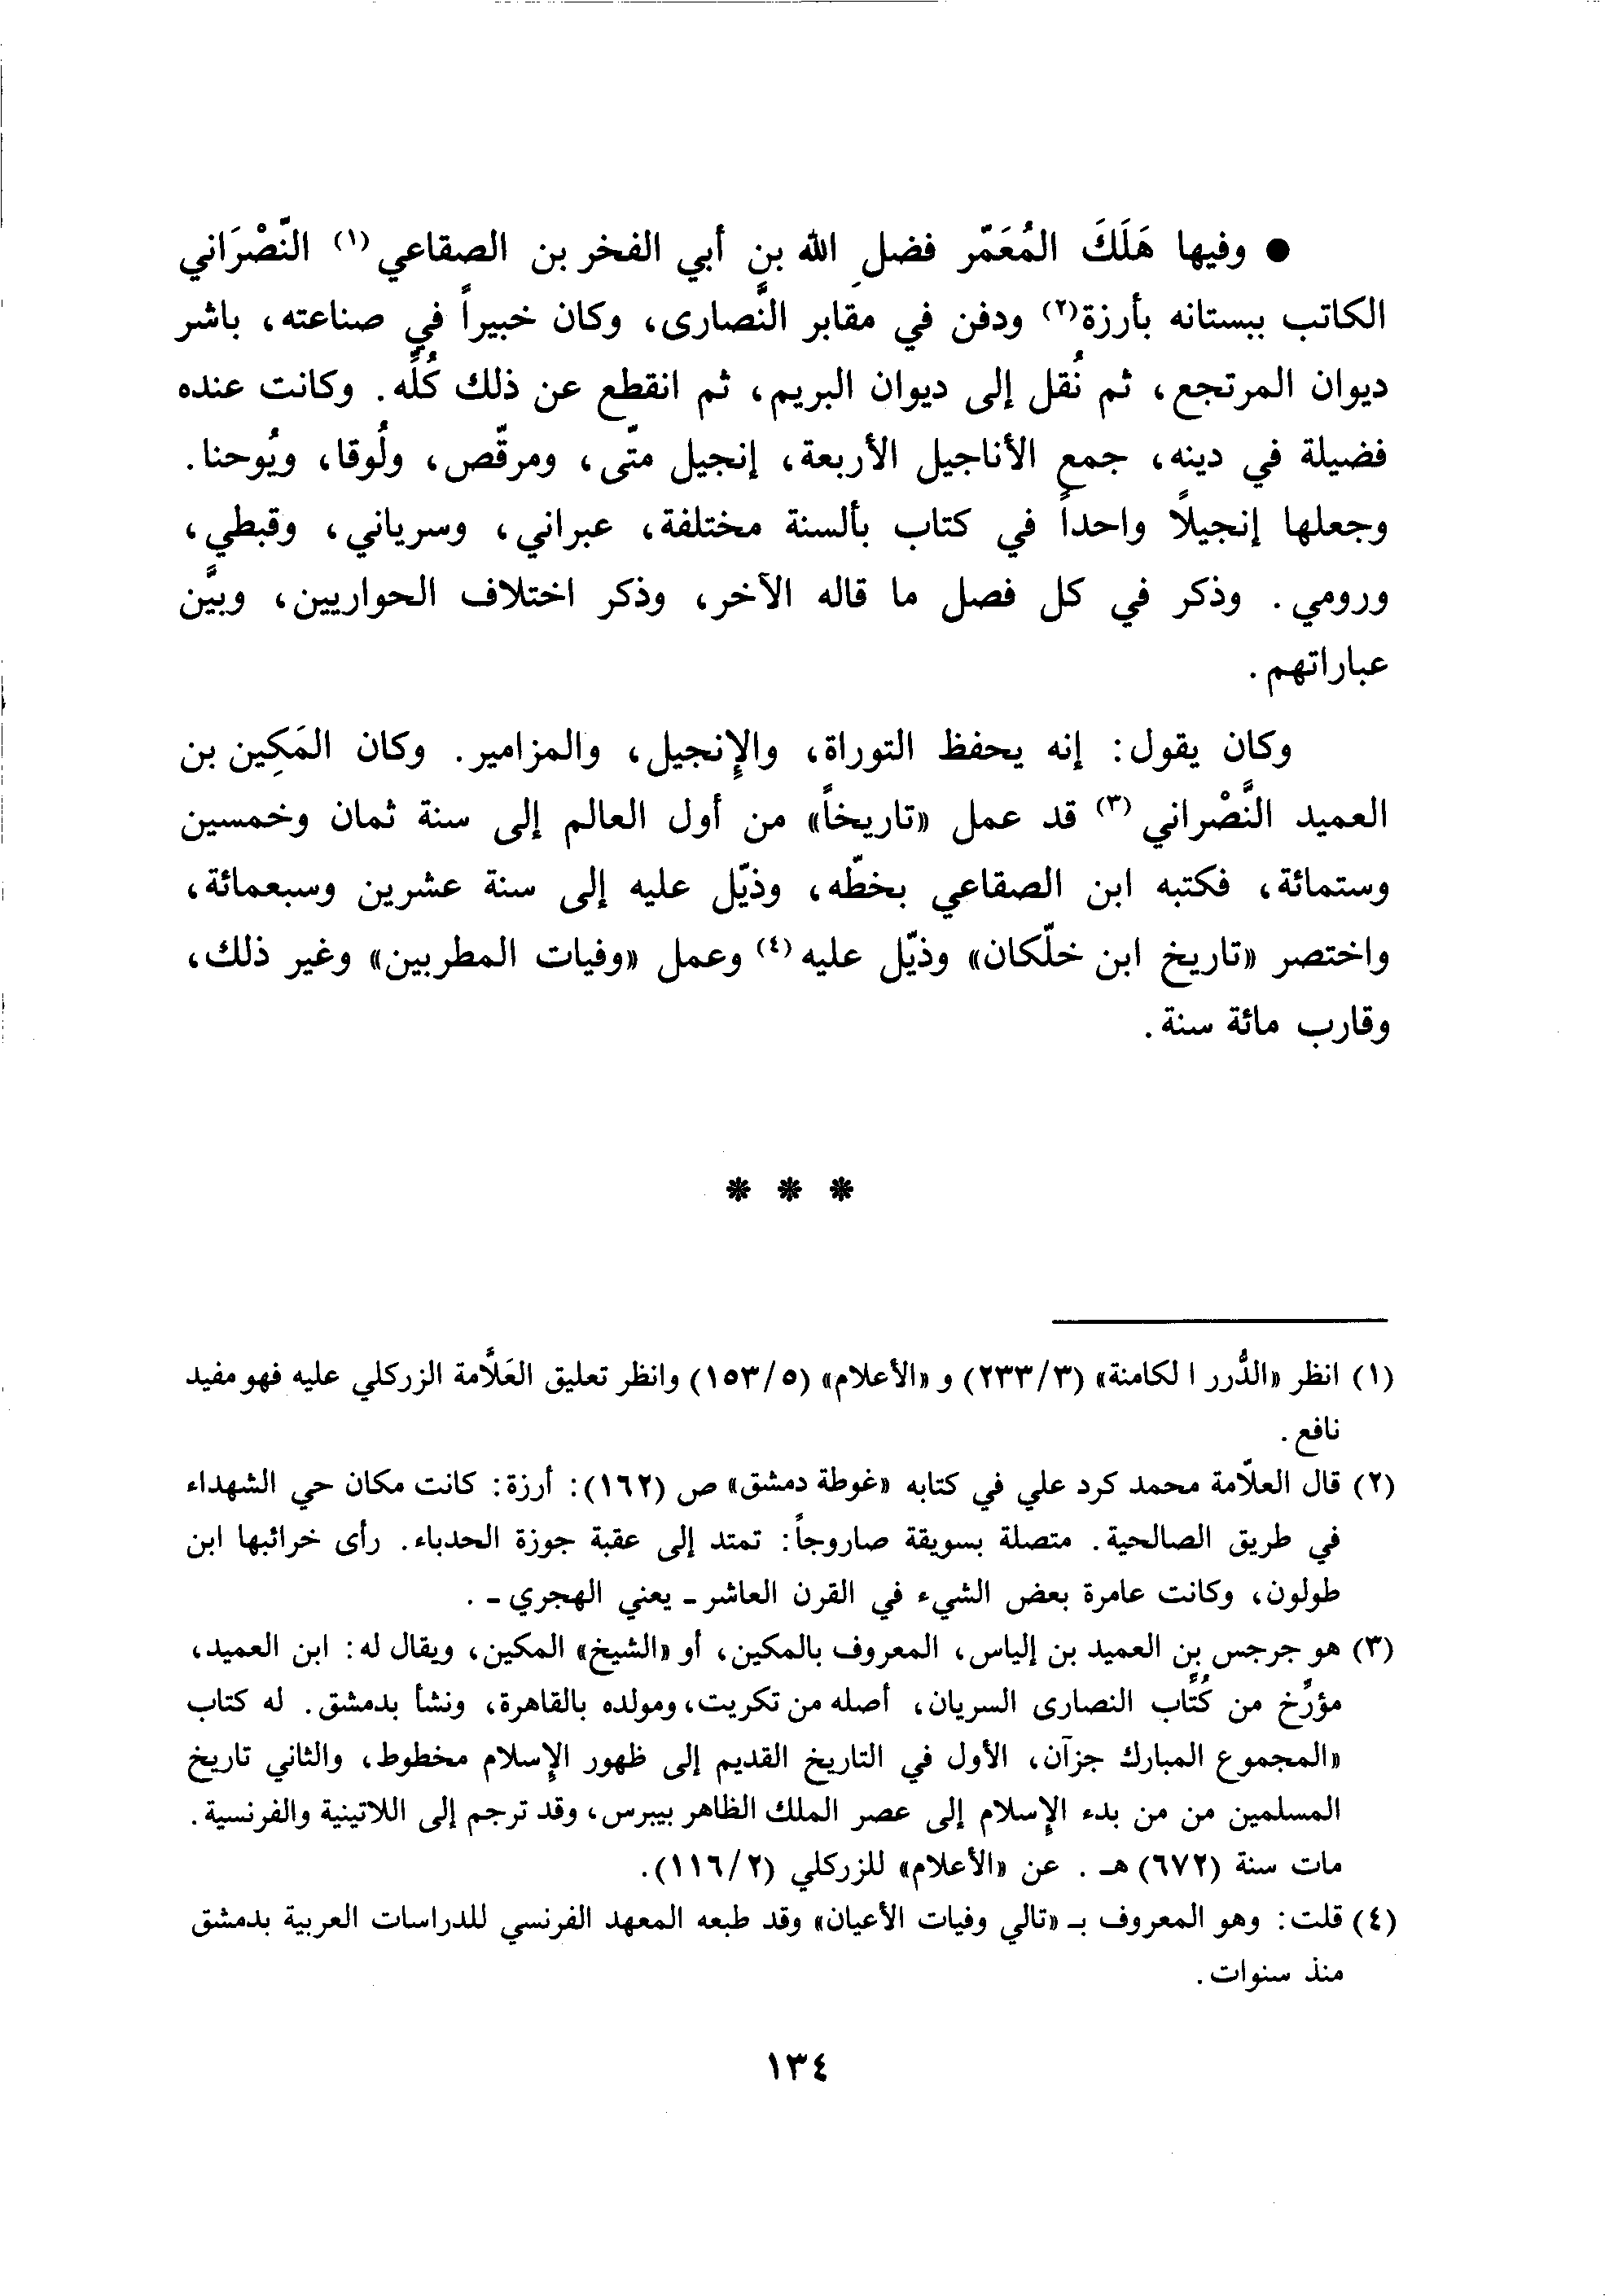 ● وفيها هَلَكَ المُعَمّر فضل الله بن أبي الفخر بن الصقاعي (١) النَّصْرَاني
الكاتب ببستانه بأرزة(٢) ودفن في مقابر النَّصارى، وكان خبيراً في صناعته، باشر
ديوان المرتجع، ثم نُقل إلى ديوان البريم، ثم انقطع عن ذلك كُلِّه. وكانت عنده
فضيلة في دينه، جمع الأناجيل الأربعة، إنجيل متّى، ومرقّص، ولُوقا، ويُوحنا.
وجعلها إنجيلاً واحداً في كتاب بألسنة مختلفة، عبراني، وسرياني، وقبطي،
ورومي. وذكر في كل فصل ما قاله الآخر، وذكر اختلاف الحواريين، وبيَّن
عباراتهم.
وكان يقول: إنه يحفظ التوراة، والإنجيل، والمزامير. وكان المَكِين بن
العميد النَّصْراني (٣) قد عمل «تاريخاً» من أول العالم إلى سنة ثمان وخمسين
وستمائة، فكتبه ابن الصقاعي بخطّه، وذيّل عليه إلى سنة عشرين وسبعمائة،
واختصر «تاريخ ابن خلّكان» وذيّل عليه(٤) وعمل «وفيات المطربين» وغير ذلك،
وقارب مائة سنة.
* * *
(١) انظر «الدُّرر الكامنة» (٢٣٣/٣) و «الأعلام» (١٥٣/٥) وانظر تعليق العَلَّامة الزركلي عليه فهو مفيد
نافع.
(٢) قال العلّامة محمد كرد علي في كتابه «غوطة دمشق» ص (١٦٢): أرزة: كانت مكان حي الشهداء
في طريق الصالحية. متصلة بسويقة صاروجاً: تمتد إلى عقبة جوزة الحدباء. رأى خرائبها ابن
طولون، وكانت عامرة بعض الشيء في القرن العاشر ـ يعني الهجري ـ .
(٣) هو جرجس بن العميد بن إلياس، المعروف بالمكين، أو «الشيخ» المكين، ويقال له: ابن العميد،
مؤرِّخ من كُتَّاب النصارى السريان، أصله من تكريت، ومولده بالقاهرة، ونشأ بدمشق. له كتاب
«المجموع المبارك جزآن، الأول في التاريخ القديم إلى ظهور الإسلام مخطوط، والثاني تاريخ
المسلمين من من بدء الإسلام إلى عصر الملك الظاهر بيبرس، وقد ترجم إلى اللاتينية والفرنسية.
مات سنة (٦٧٢) هـ . عن «الأعلام» للزركلي (١١٦/٢).
(٤) قلت: وهو المعروف بـ «تالي وفيات الأعيان» وقد طبعه المعهد الفرنسي للدراسات العربية بدمشق
منذ سنوات.
١٣٤